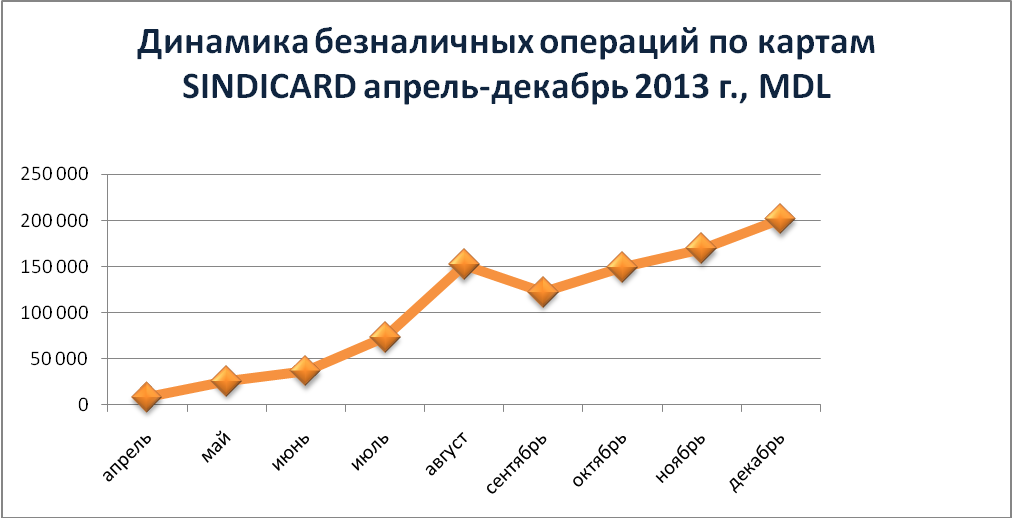 Динамика безналичных операций по картам
SINDICARD апрель-декабрь 2013 г., MDL
250 000
200 000
150 000
100 000
50 000
0
апрель
май
июнь
июль
август
сентябрь
октябрь
ноябрь
декабрь